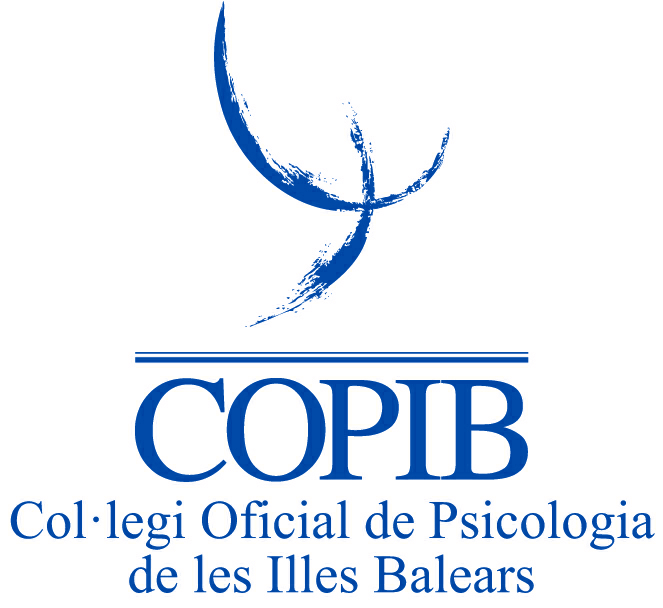 COPIB
Col·legi Oficial de Psicologia
de les Illes Balears